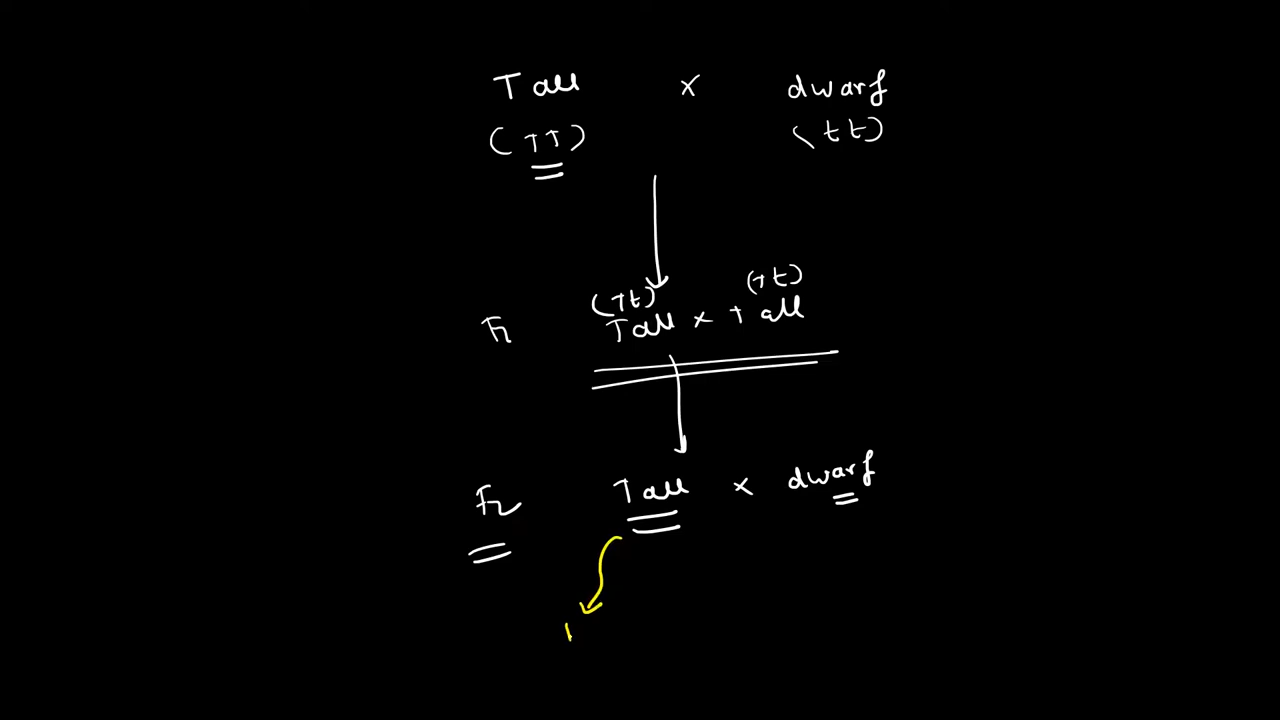 Tall x dwarf
(TT) (tt)
(Tt) (Tt)
F1 Tall x Tall
F2 Tall x dwarf